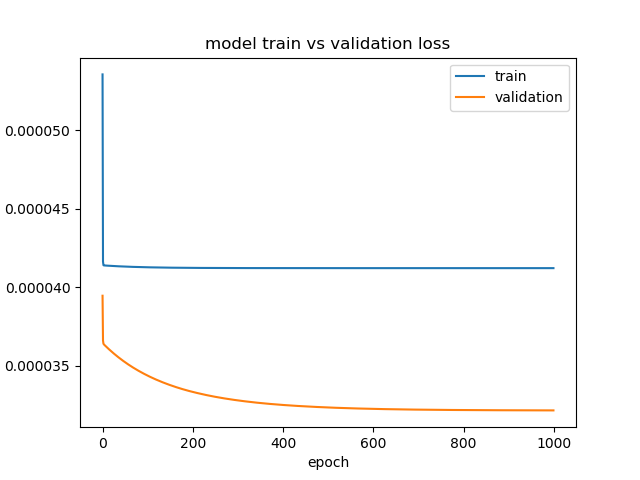 model train vs validation loss
train
validation
0.000050
0.000045
0.000040
0.000035
0 200 400 600 800 1000
epoch